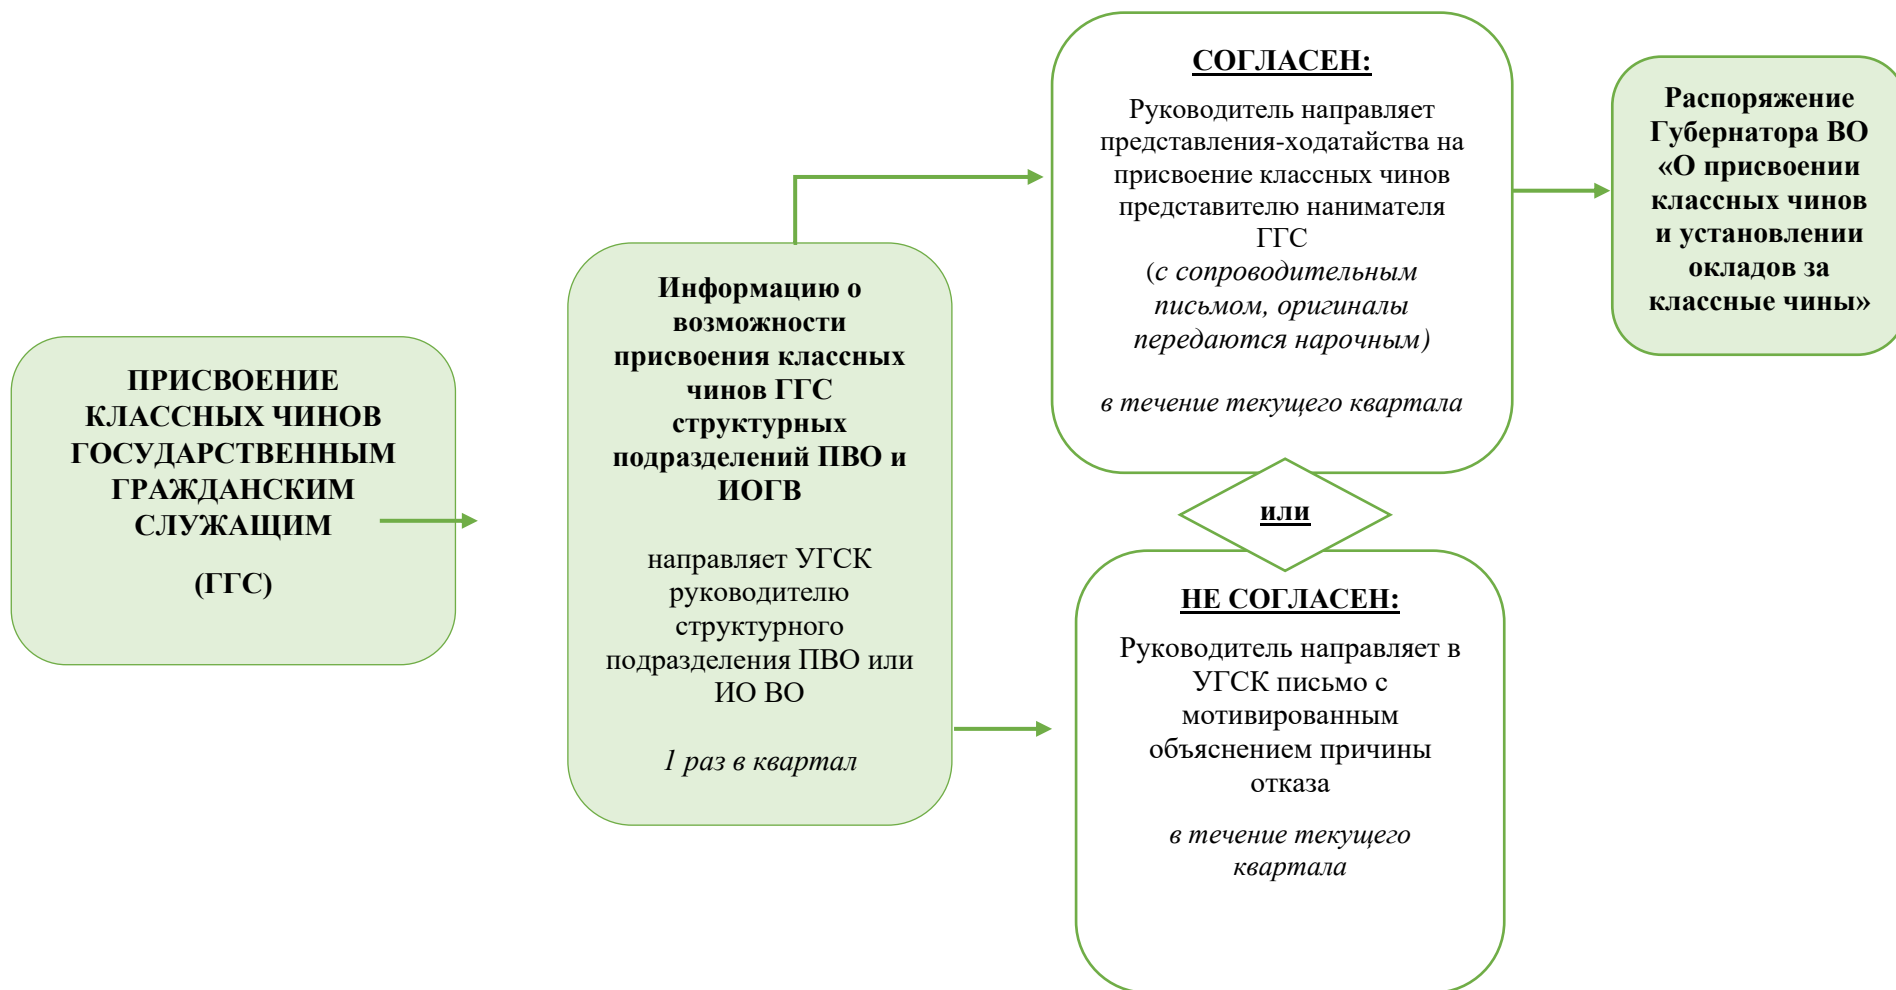 ПРИСВОЕНИЕ
КЛАССНЫХ ЧИНОВ
ГОСУДАРСТВЕННЫМ
ГРАЖДАНСКИМ
СЛУЖАЩИМ
(ГГС)
Информацию о
возможности
присвоения классных
чинов ГГС
структурных
подразделений ПВО и
ИОГВ
направляет УГСК
руководителю
структурного
подразделения ПВО или
ИО ВО
1 раз в квартал
СОГЛАСЕН:
Руководитель направляет
представления-ходатайства на
присвоение классных чинов
представителю нанимателя
ГГС
(с сопроводительным
письмом, оригиналы
передаются нарочным)
в течение текущего квартала
или
НЕ СОГЛАСЕН:
Руководитель направляет в
УГСК письмо с
мотивированным
объяснением причины
отказа
в течение текущего
квартала
Распоряжение
Губернатора ВО
«О присвоении
классных чинов
и установлении
окладов за
классные чины»